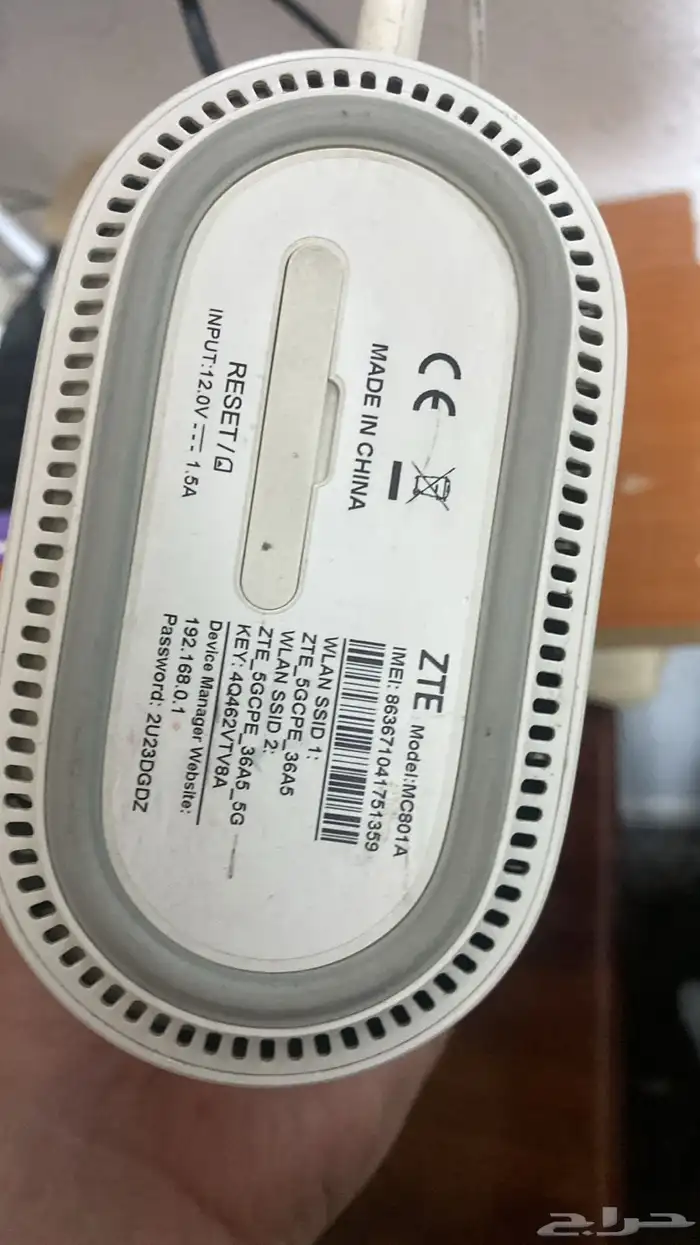 CE
MADE IN CHINA
RESET/
INPUT:12.0V 1.5A
ZTE Model:MC801A
IMEI: 863671041751359
WLAN SSID 1:
ZTE_5GCPE_36A5
WLAN SSID 2:
ZTE_5GCPE_36A5_5G
KEY: 4Q462VTV8A
Device Manager Website:
192.168.0.1
Password: 2U23DGDZ
حراج